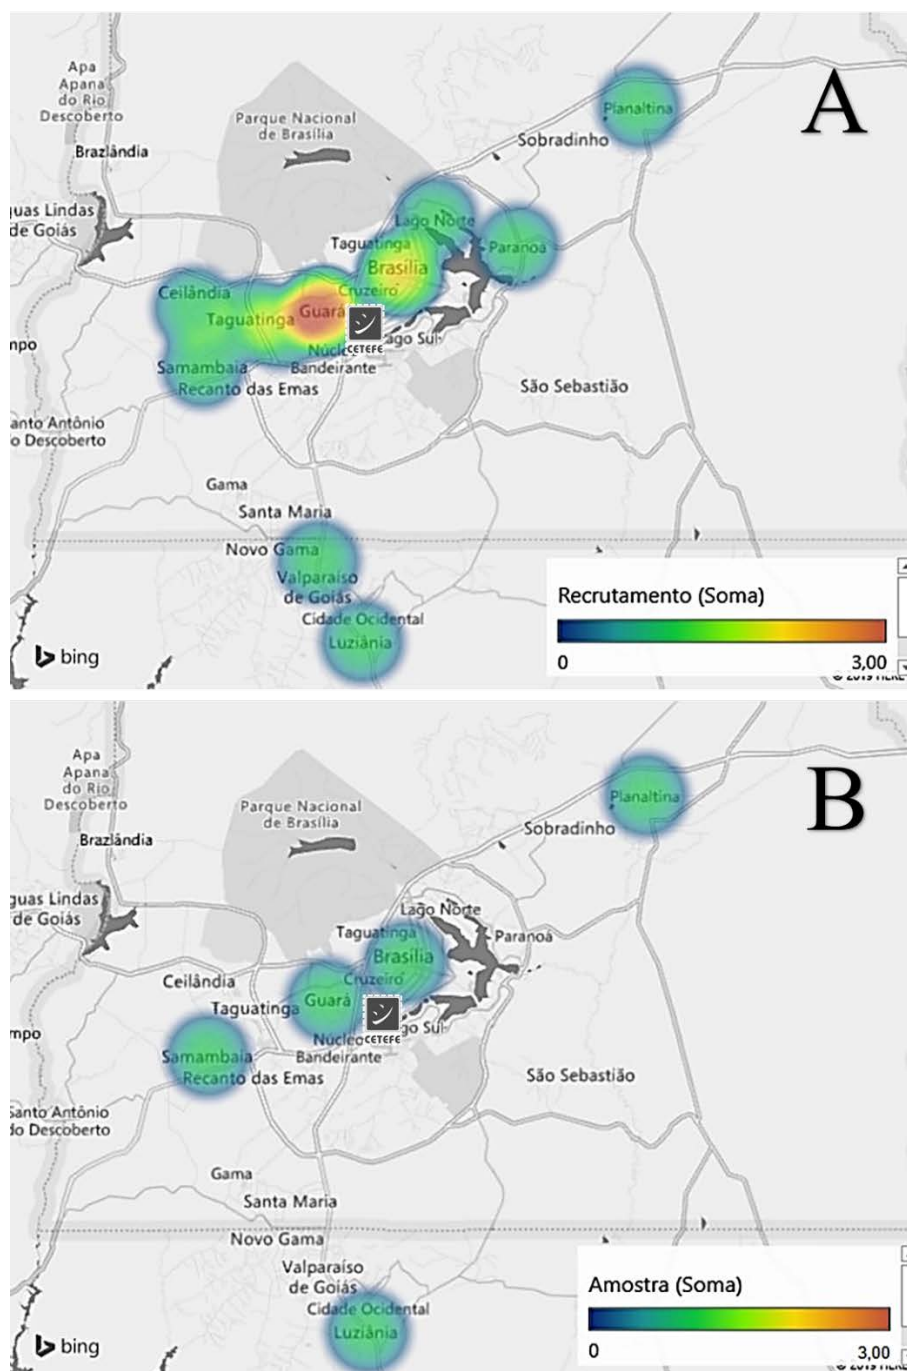 A
Apa
Apana
do Rio
Descoberto
Parque Nacional
de Brasília
Planaltina
Sobradinho
Brazlândia
guas Lindas
de Goiás
Lago Norte
Taguatinga
Paranoá
Brasília
Ceilândia
Cruzeiro
Taguatinga
Guará
CETEFE
ago Sul
mpo
Núcleo
Bandeirante
Samambaia
Recanto das Emas
São Sebastião
anto Antônio
o Descoberto
Gama
Santa Maria
Novo Gama
Valparaíso
de Goiás
Cidade Ocidental
Luziânia
Recrutamento (Soma)
0
3,00
bing
© 2019 HERE
B
Apa
Apana
do Rio
Descoberto
Parque Nacional
de Brasília
Planaltina
Sobradinho
Brazlândia
guas Lindas
de Goiás
Lago Norte
Taguatinga
Paranoá
Brasília
Ceilândia
Cruzeiro
Taguatinga
Guará
CETEFE
ago Sul
mpo
Núcleo
Bandeirante
Samambaia
Recanto das Emas
São Sebastião
Santo Antônio
do Descoberto
Gama
Santa Maria
Novo Gama
Valparaíso
de Goiás
Cidade Ocidental
Luziânia
Amostra (Soma)
0
3,00
bing